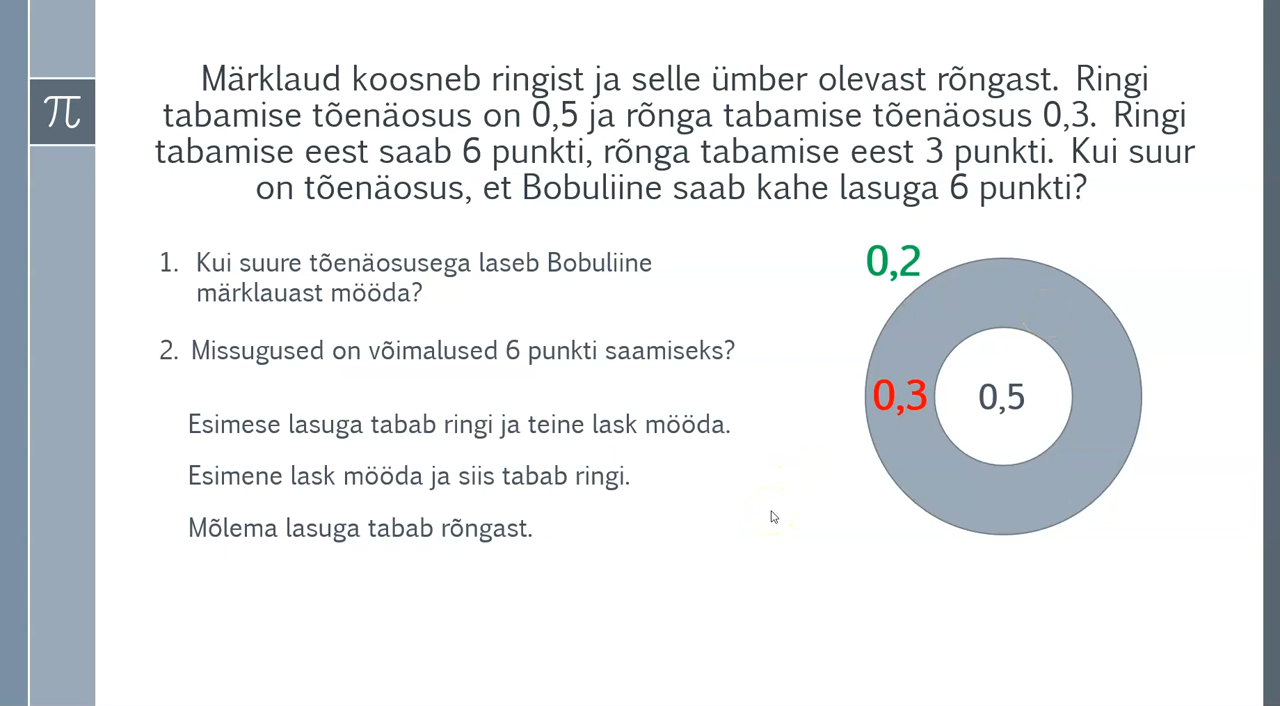 π
Märklaud koosneb ringist ja selle ümber olevast rõngast. Ringi
tabamise tõenäosus on 0,5 ja rõnga tabamise tõenäosus 0,3. Ringi
tabamise eest saab 6 punkti, rõnga tabamise eest 3 punkti. Kui suur
on tõenäosus, et Bobuliine saab kahe lasuga 6 punkti?
1. Kui suure tõenäosusega laseb Bobuliine
märklauast mööda?
2. Missugused on võimalused 6 punkti saamiseks?
Esimese lasuga tabab ringi ja teine lask mööda.
Esimene lask mööda ja siis tabab ringi.
Mõlema lasuga tabab rõngast.
0,2
0,3
0,5